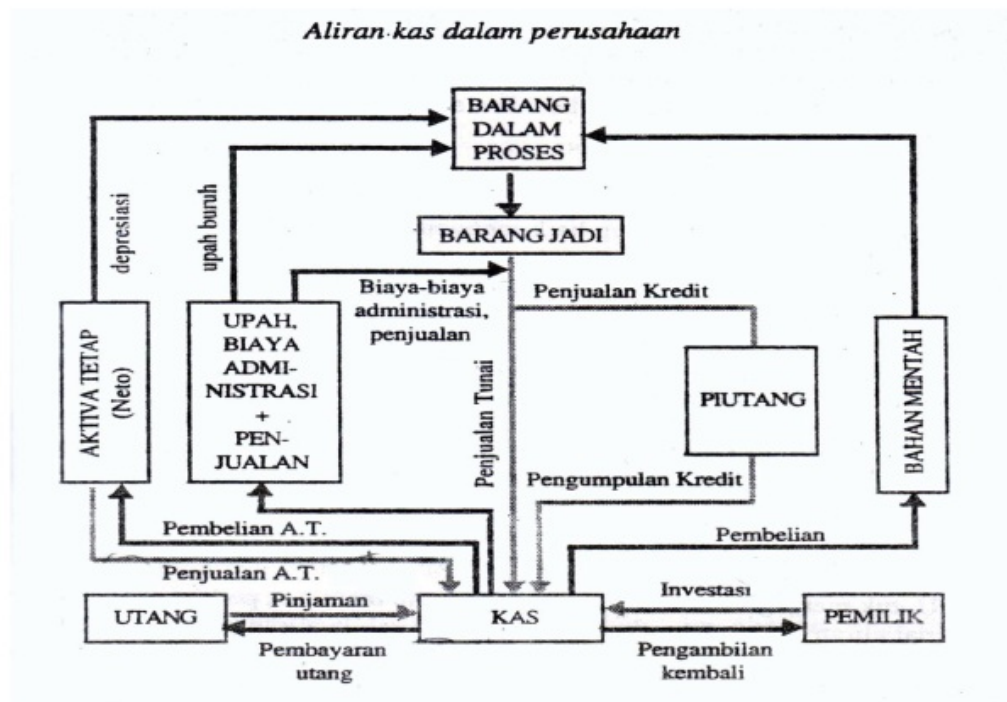 Aliran kas dalam perusahaan
BARANG
DALAM
PROSES
depresiasi
upah buruh
BARANG JADI
Biaya-biaya
administrasi,
penjualan
Penjualan Kredit
AKTIVA TETAP
(Neto)
UPAH,
BIAYA
ADMI-
NISTRASI
+
PEN-
JUALAN
Penjualan Tunai
PIUTANG
BAHAN MENTAH
Pengumpulan Kredit
Pembelian A.T.
Pembelian
Penjualan A.T.
UTANG
Pinjaman
KAS
Investasi
PEMILIK
Pembayaran
utang
Pengambilan
kembali